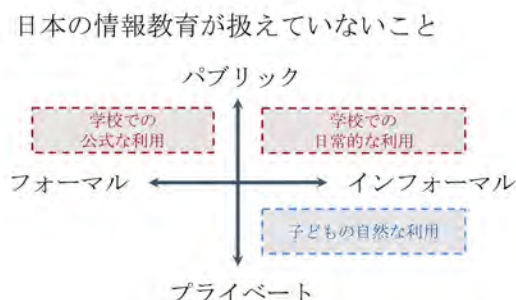 日本の情報教育が扱えていないこと
パブリック
学校での
公式な利用
学校での
日常的な利用
フォーマル
インフォーマル
子どもの自然な利用
プライベート